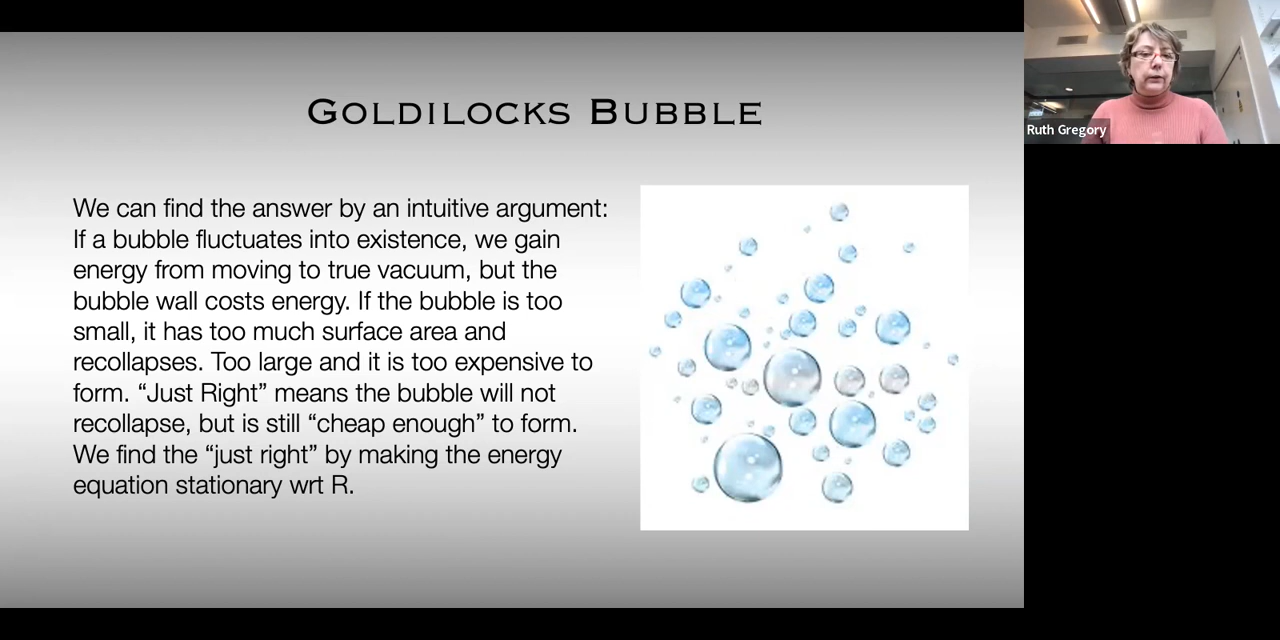 GOLDILOCKS BUBBLE
We can find the answer by an intuitive argument:
If a bubble fluctuates into existence, we gain
energy from moving to true vacuum, but the
bubble wall costs energy. If the bubble is too
small, it has too much surface area and
recollapses. Too large and it is too expensive to
form. “Just Right” means the bubble will not
recollapse, but is still “cheap enough” to form.
We find the “just right” by making the energy
equation stationary wrt R.
Ruth Gregory